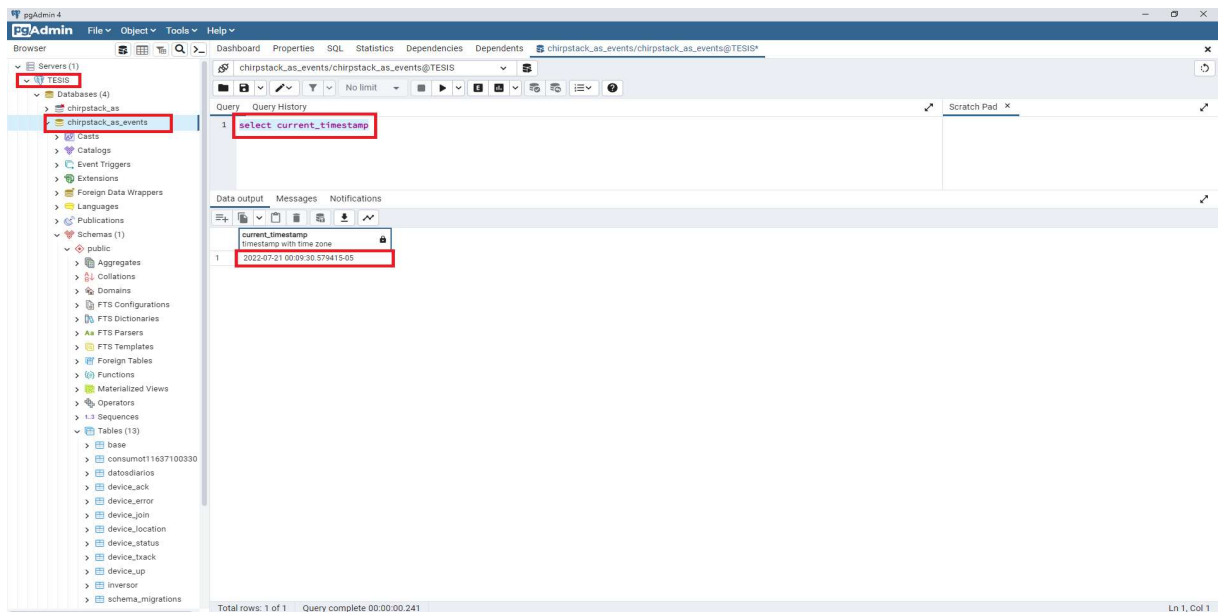 pgAdmin 4
pgAdmin File Object Tools Help
Browser
Dashboard Properties SQL Statistics Dependencies Dependents chirpstack_as_events/chirpstack_as_events@TESIS*
Servers (1)
TESIS
Databases (4)
chirpstack_as
chirpstack_as_events
Casts
Catalogs
Event Triggers
Extensions
Foreign Data Wrappers
Languages
Publications
Schemas (1)
public
Aggregates
Collations
Domains
FTS Configurations
FTS Dictionaries
FTS Parsers
FTS Templates
Foreign Tables
Functions
Materialized Views
Operators
1..3 Sequences
Tables (13)
base
consumot11637100330
datosdiarios
device_ack
device_error
device_join
device_location
device_status
device_txack
device_up
inversor
schema_migrations
chirpstack_as_events/chirpstack_as_events@TESIS
No limit
Query Query History
Scratch Pad
1 select current_timestamp
Data output Messages Notifications
current_timestamp
timestamp with time zone
1 2022-07-21 00:09:30.579415-05
Total rows: 1 of 1 Query complete 00:00:00.241
Ln 1, Col 1